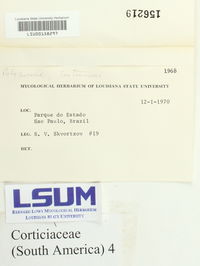 Louisiana State University Herbarium
LSU00116297
156219
1968
MYCOLOGICAL HERBARIUM OF LOUISIANA STATE UNIVERSITY
12-1-1970
LOC: Parque do Estado
Sao Paulo, Brazil
LEG. B. V. Skvortzov #19
DET.
LSUM
BERNARD LOWY MYCOLOGICAL HERBARIUM
LOUISIANA STATE UNIVERSITY
Corticiaceae
(South America) 4